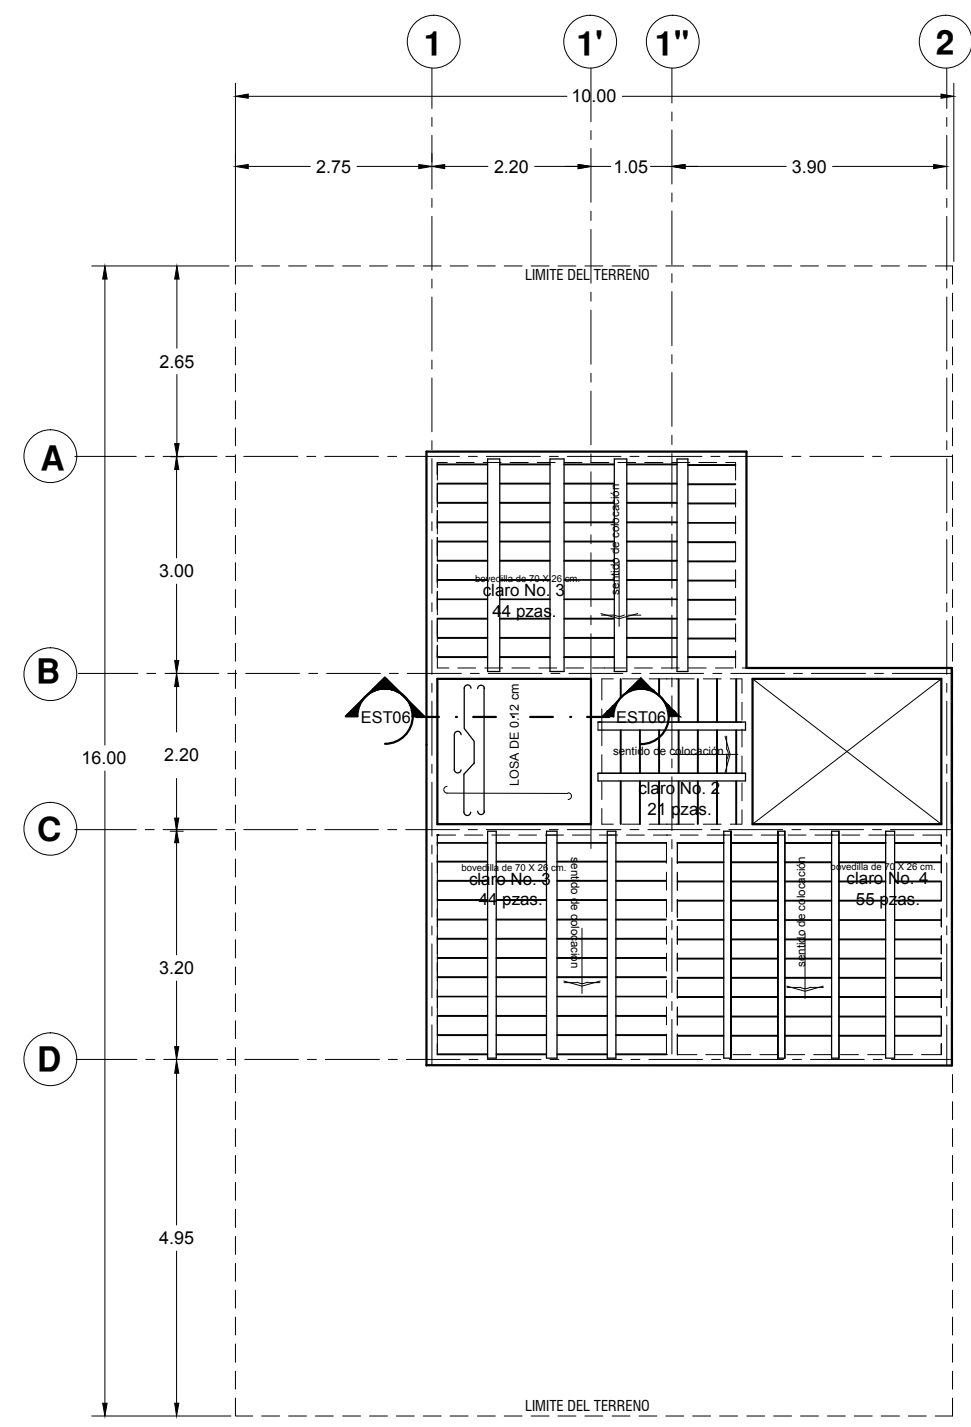 1
1'
1"
2
10.00
2.75
2.20
1.05
3.90
LIMITE DEL TERRENO
2.65
A
sentido de colocación
3.00
bovedilla de 70 X 26 cm.
claro No. 3
44 pzas.
B
LOSA DE 0.12 cm
EST06
EST06
16.00
2.20
sentido de colocación
claro No. 2
21 pzas.
C
bovedilla de 70 X 26 cm.
claro No. 3
44 pzas.
sentido de colocacion
sentido de colocación
bovedilla de 70 X 26 cm.
claro No. 4
55 pzas.
3.20
D
4.95
LIMITE DEL TERRENO